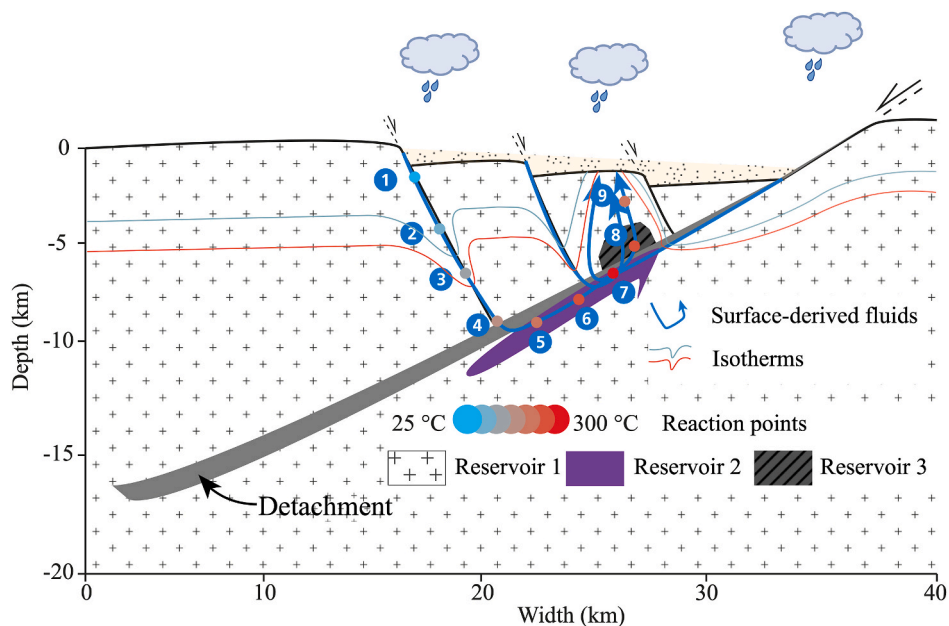 0
-5
-10
-15
-20
Depth (km)
0
10
20
30
40
Width (km)
1
2
3
4
5
6
7
8
9
Surface-derived fluids
Isotherms
25 °C
300 °C
Reaction points
Reservoir 1
Reservoir 2
Reservoir 3
Detachment